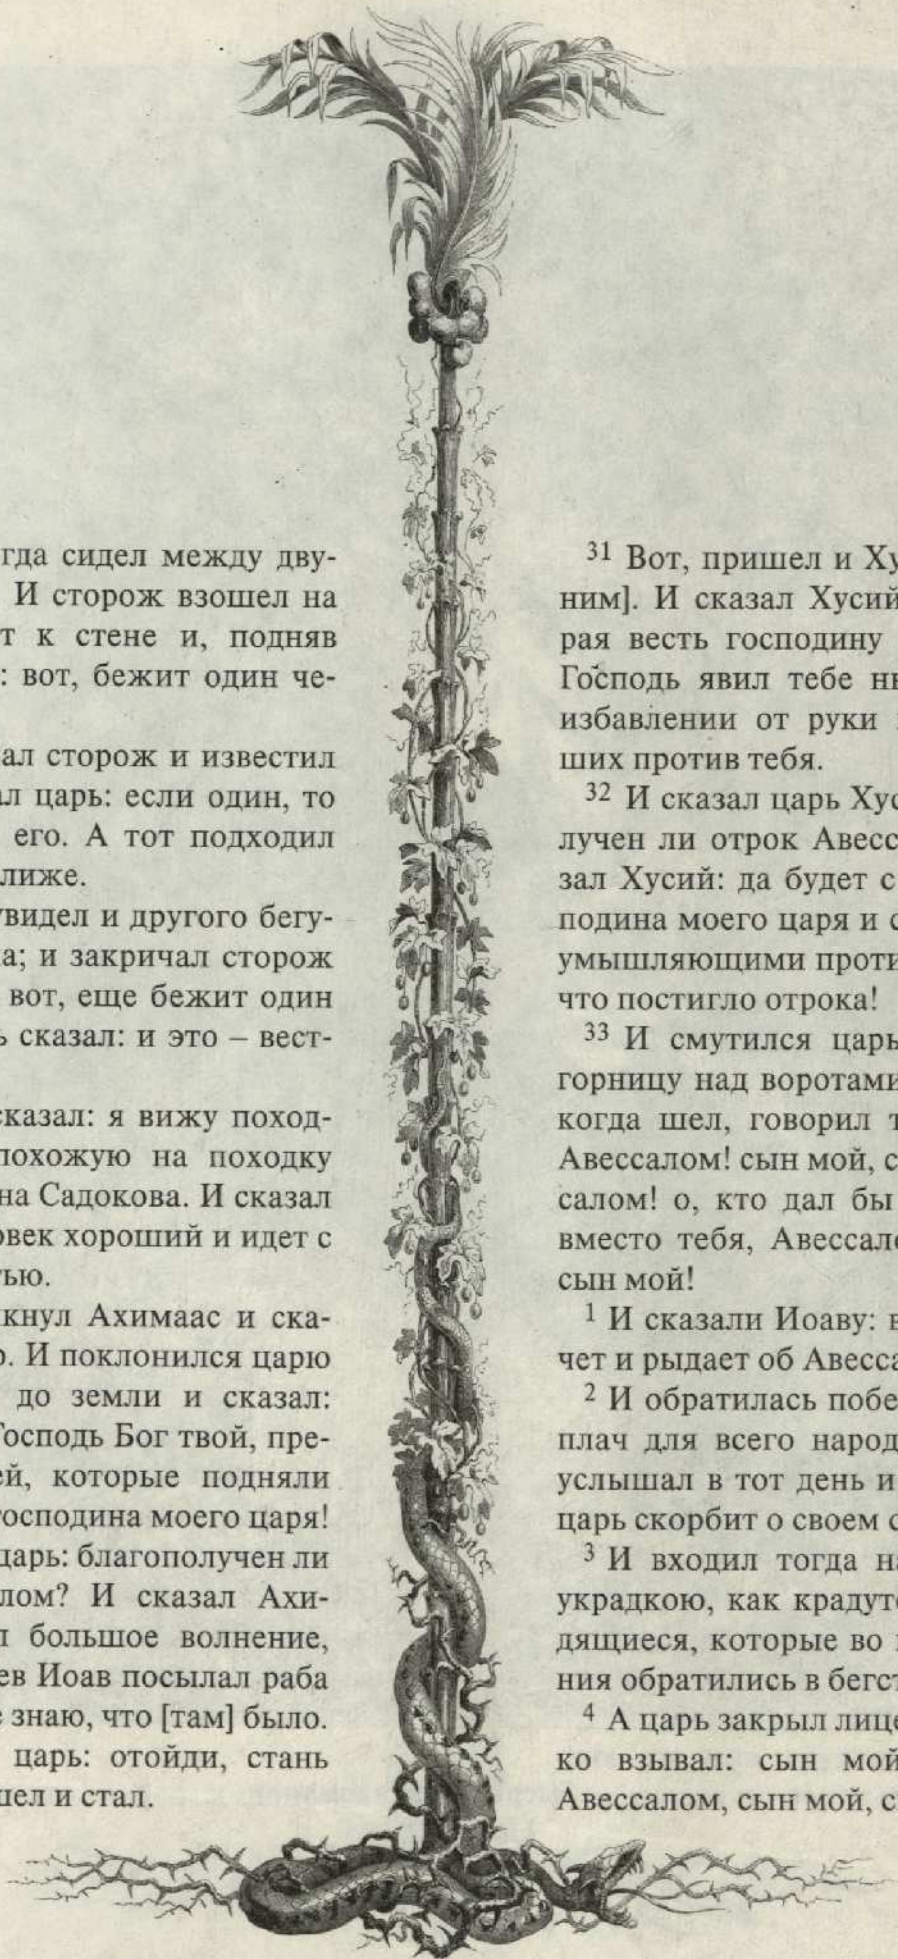 огда сидел между дву-
И сторож взошел на
т к стене и, подняв
: вот, бежит один че-
ал сторож и известил
ал царь: если один, то
его. А тот подходил
лиже.
увидел и другого бегу-
а; и закричал сторож
вот, еще бежит один
ь сказал: и это – вест-
сказал: я вижу поход-
похожую на походку
на Садокова. И сказал
овек хороший и идет с
тью.
кнул Ахимаас и ска-
р. И поклонился царю
до земли и сказал:
Господь Бог твой, пре-
ей, которые подняли
господина моего царя!
царь: благополучен ли
лом? И сказал Ахи-
л большое волнение,
ев Иоав посылал раба
е знаю, что [там] было.
царь: отойди, стань
шел и стал.
31 Вот, пришел и Ху
ним]. И сказал Хусий
рая весть господину
Господь явил тебе ны
избавлении от руки
ших против тебя.
32 И сказал царь Хус
лучен ли отрок Авесс
зал Хусий: да будет с
подина моего царя и с
умышляющими проти
что постигло отрока!
33 И смутился царь
горницу над воротами
когда шел, говорил т
Авессалом! сын мой, с
салом! о, кто дал бы
вместо тебя, Авессало
сын мой!
1 И сказали Иоаву: в
чет и рыдает об Авесса
2 И обратилась побе
плач для всего народ
услышал в тот день и
царь скорбит о своем с
3 И входил тогда на
украдкою, как крадутс
дящиеся, которые во
ния обратились в бегст
4 А царь закрыл лице
ко взывал: сын мой
Авессалом, сын мой, с